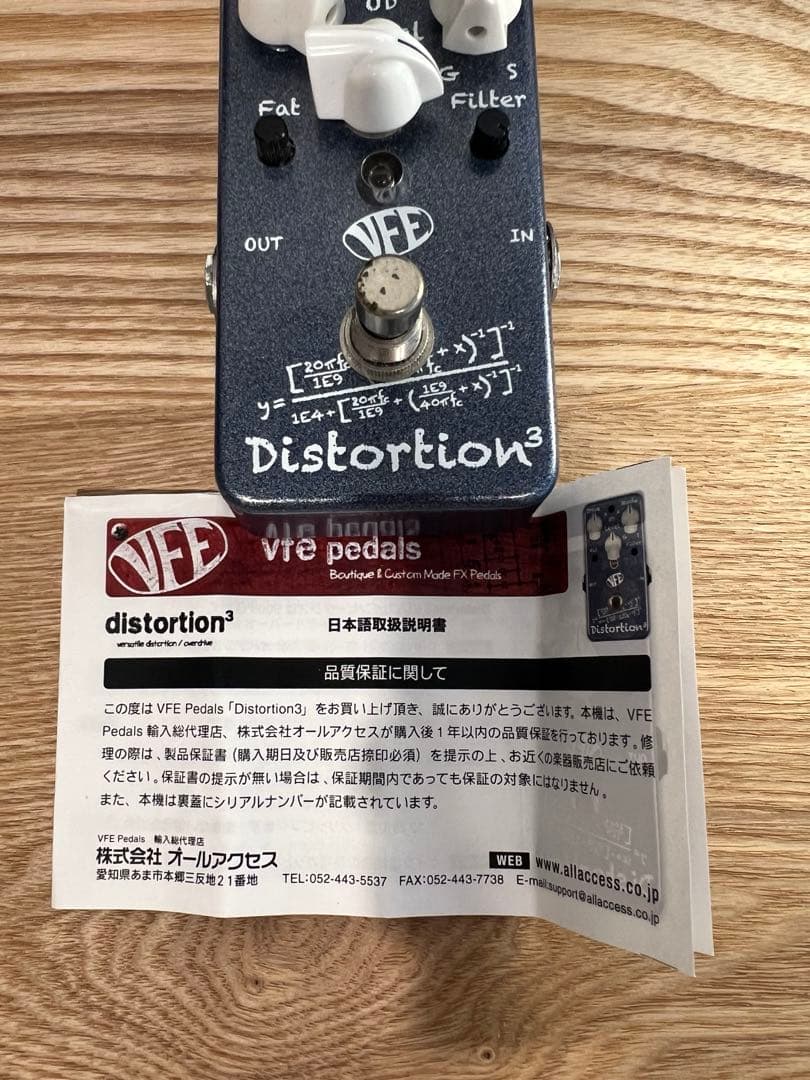 OD
G S
Fat Filter
OUT VFE IN
Distortion³
VFE vfe pedals
Boutique & Custom Made FX Pedals
distortion³ 日本語取扱説明書
versatile distortion / overdrive
品質保証に関して
この度は VFE Pedals「Distortion3」をお買い上げ頂き、誠にありがとうございます。本機は、VFE
Pedals 輸入総代理店、株式会社オールアクセスが購入後1年以内の品質保証を行っております。修
理の際は、製品保証書（購入期日及び販売店捺印必須）を提示の上、お近くの楽器販売店にご依頼
ください。保証書の提示が無い場合は、保証期間内であっても保証の対象にはなりません。
また、本機は裏蓋にシリアルナンバーが記載されています。
VFE Pedals 輸入総代理店
株式会社 オールアクセス WEB www.allaccess.co.jp
愛知県あま市本郷三反地21番地 TEL:052-443-5537 FAX:052-443-7738 E-mail:support@allaccess.co.jp
VFE
Distortion³